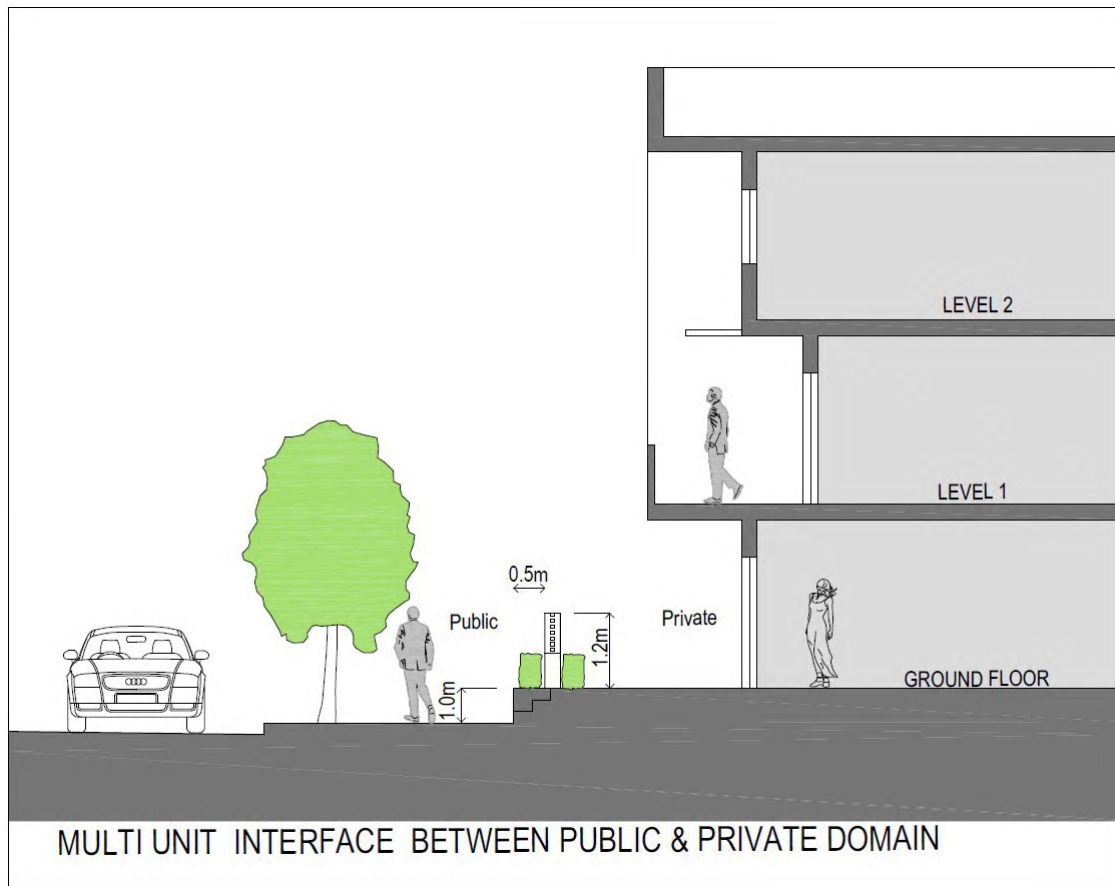 LEVEL 2
LEVEL 1
0.5m
Public
Private
1.2m
GROUND FLOOR
1.0m
MULTI UNIT INTERFACE BETWEEN PUBLIC & PRIVATE DOMAIN